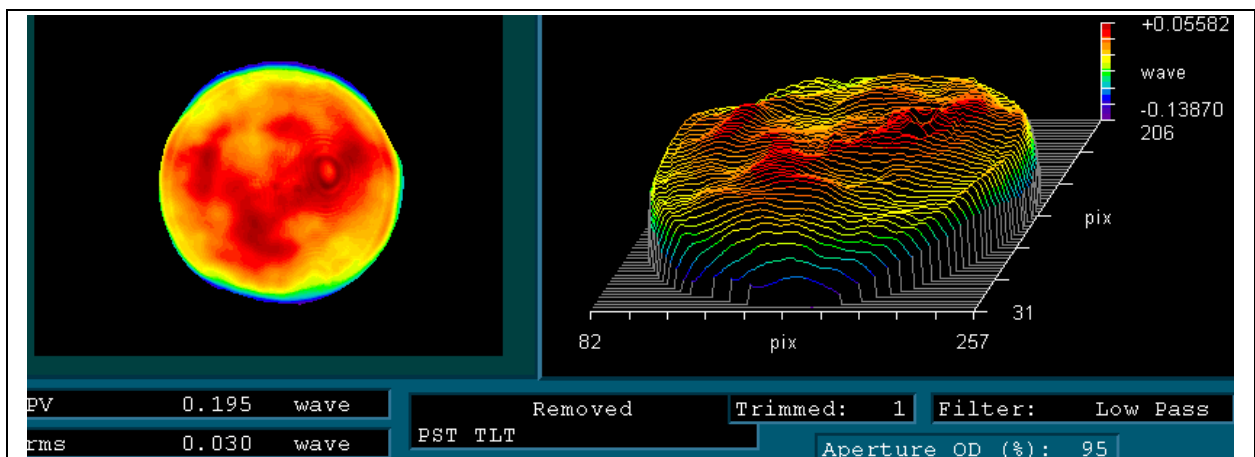 +0.05582
wave
-0.13870
206
pix
31
82 pix 257
PV 0.195 wave
rms 0.030 wave
Removed
PST TLT
Trimmed: 1
Filter: Low Pass
Aperture OD (%): 95